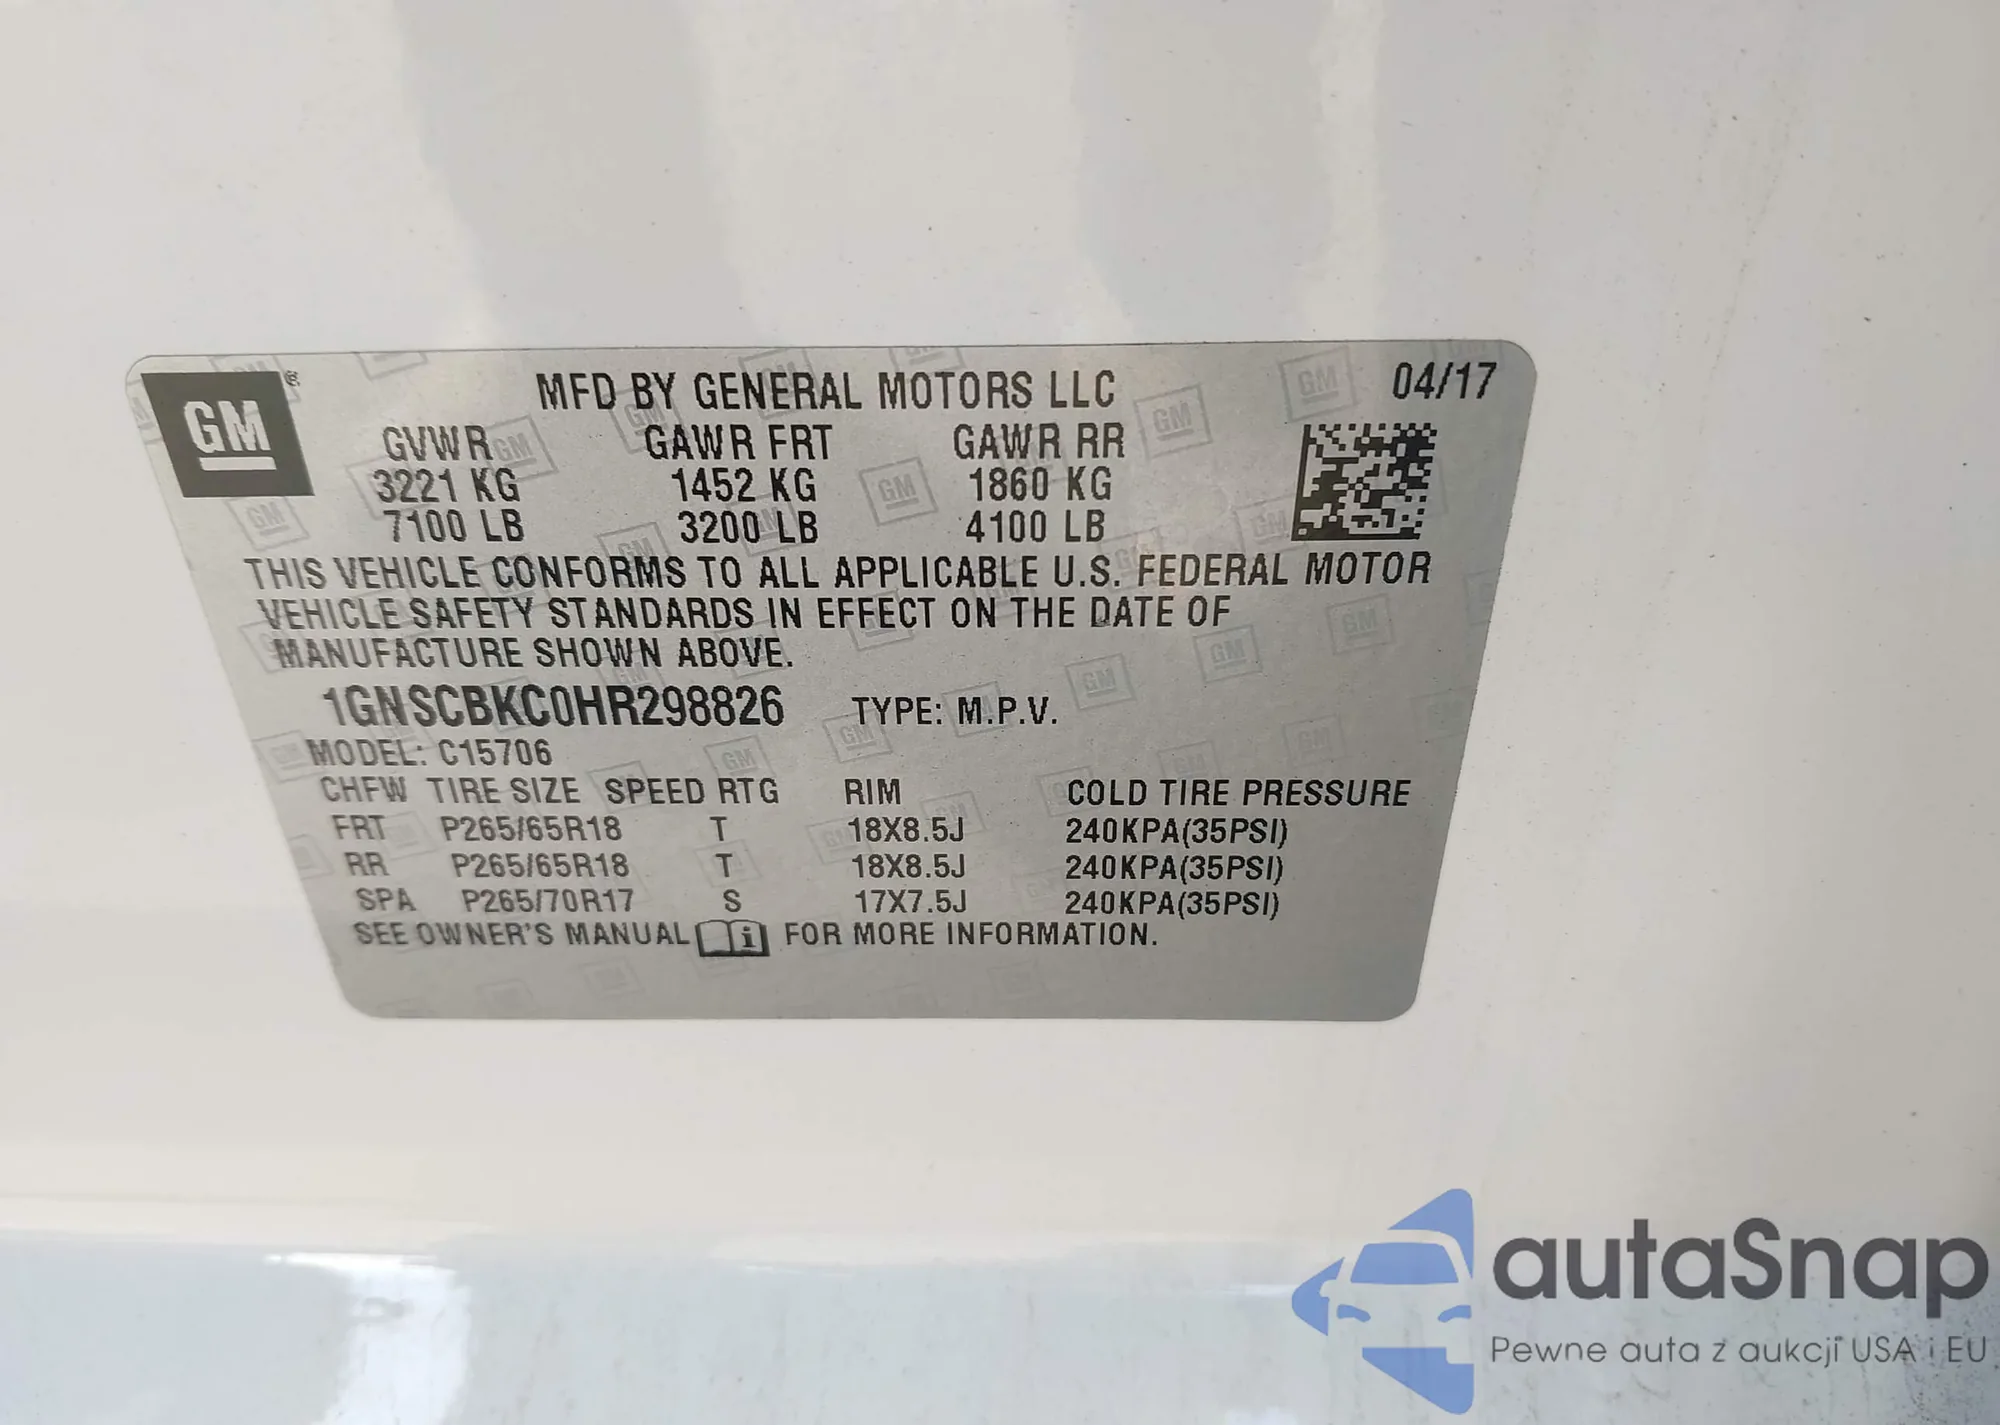 GM
MFD BY GENERAL MOTORS LLC 04/17
GVWR GAWR FRT GAWR RR
3221 KG 1452 KG 1860 KG
7100 LB 3200 LB 4100 LB
THIS VEHICLE CONFORMS TO ALL APPLICABLE U.S. FEDERAL MOTOR
VEHICLE SAFETY STANDARDS IN EFFECT ON THE DATE OF
MANUFACTURE SHOWN ABOVE.
1GNSCBKC0HR298826 TYPE: M.P.V.
MODEL: C15706
CHFW TIRE SIZE SPEED RTG RIM COLD TIRE PRESSURE
FRT P265/65R18 T 18X8.5J 240KPA(35PSI)
RR P265/65R18 T 18X8.5J 240KPA(35PSI)
SPA P265/70R17 S 17X7.5J 240KPA(35PSI)
SEE OWNER'S MANUAL i FOR MORE INFORMATION.
autaSnap
Pewne auta z aukcji USA i EU